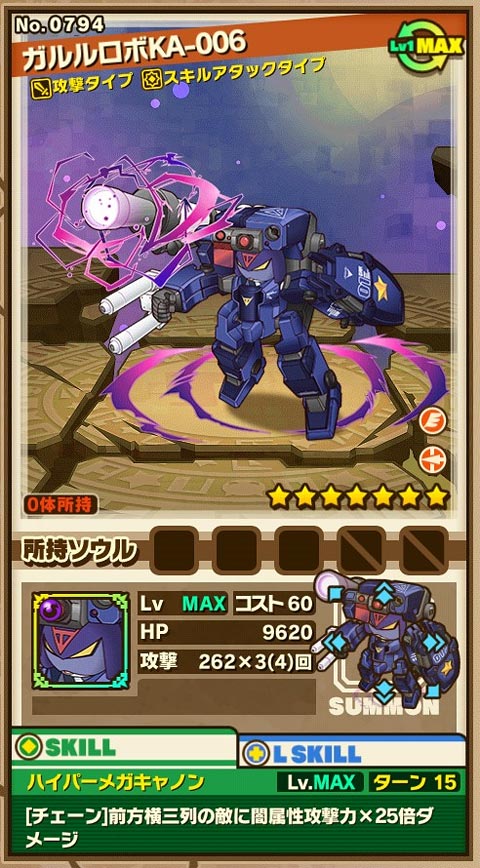 No.0794
ガルルロボKA-006
Lv1 MAX
攻撃タイプ スキルアタックタイプ
01E
0体所持
所持ソウル
Lv MAX コスト60
HP 9620
攻撃 262×3(4)回
SUMMON
SKILL
L SKILL
ハイパーメガキャノン Lv.MAX ターン 15
[チェーン]前方横三列の敵に闇属性攻撃力×25倍ダ
メージ